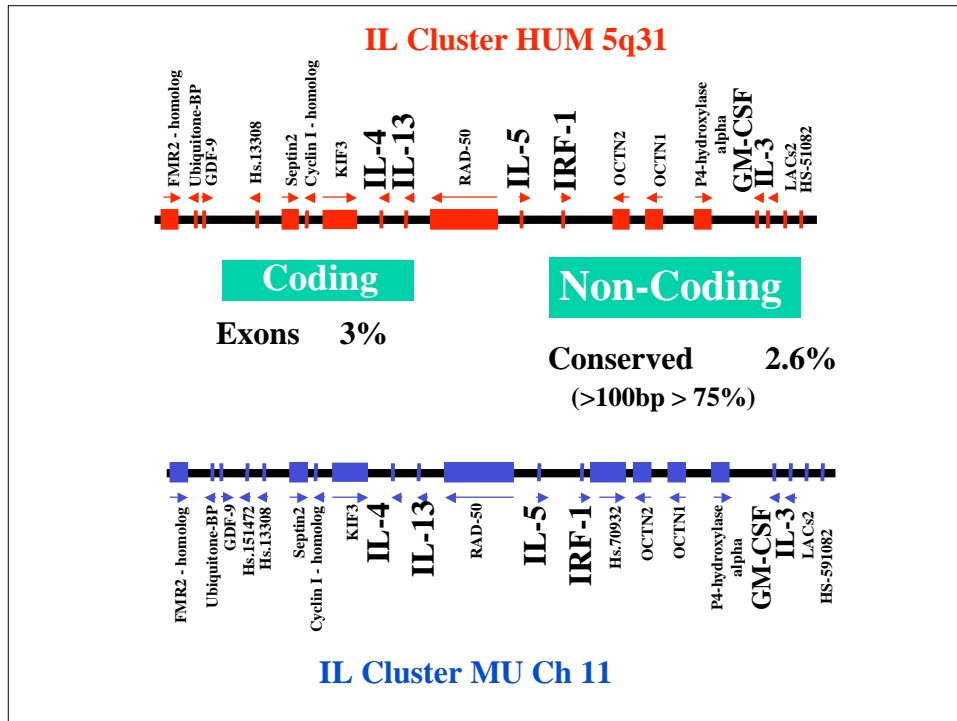 IL Cluster HUM 5q31
FMR2 - homolog
Ubiquitone-BP
GDF-9
Hs.13308
Septin2
Cyclin I - homolog
KIF3
IL-4
IL-13
RAD-50
IL-5
IRF-1
OCTN2
OCTN1
P4-hydroxylase
alpha
GM-CSF
IL-3
LACs2
HS-51082
Coding
Non-Coding
Exons 3%
Conserved 2.6%
(>100bp > 75%)
FMR2 - homolog
Ubiquitone-BP
GDF-9
Hs.151472
Hs.13308
Septin2
Cyclin I - homolog
KIF3
IL-4
IL-13
RAD-50
IL-5
IRF-1
Hs.70932
OCTN2
OCTN1
P4-hydroxylase
alpha
GM-CSF
IL-3
LACs2
HS-591082
IL Cluster MU Ch 11